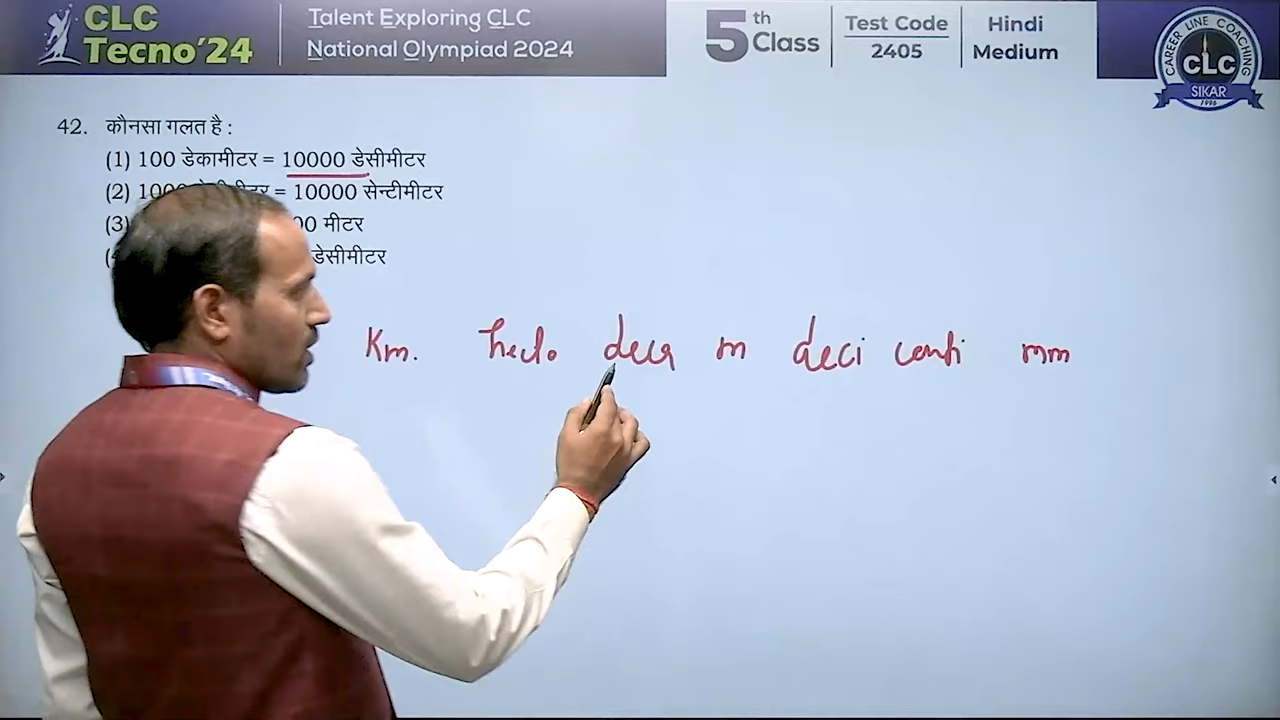 CLC
Tecno'24
Talent Exploring CLC
National Olympiad 2024
5th Class
Test Code
2405
Hindi
Medium
CAREER LINE COACHING
CLC
SIKAR
1996
42. कौनसा गलत है :
(1) 100 डेकामीटर = 10000 डेसीमीटर
(2) = 10000 सेन्टीमीटर
(3) मीटर
डेसीमीटर
Km. hecto deca m deci centi mm